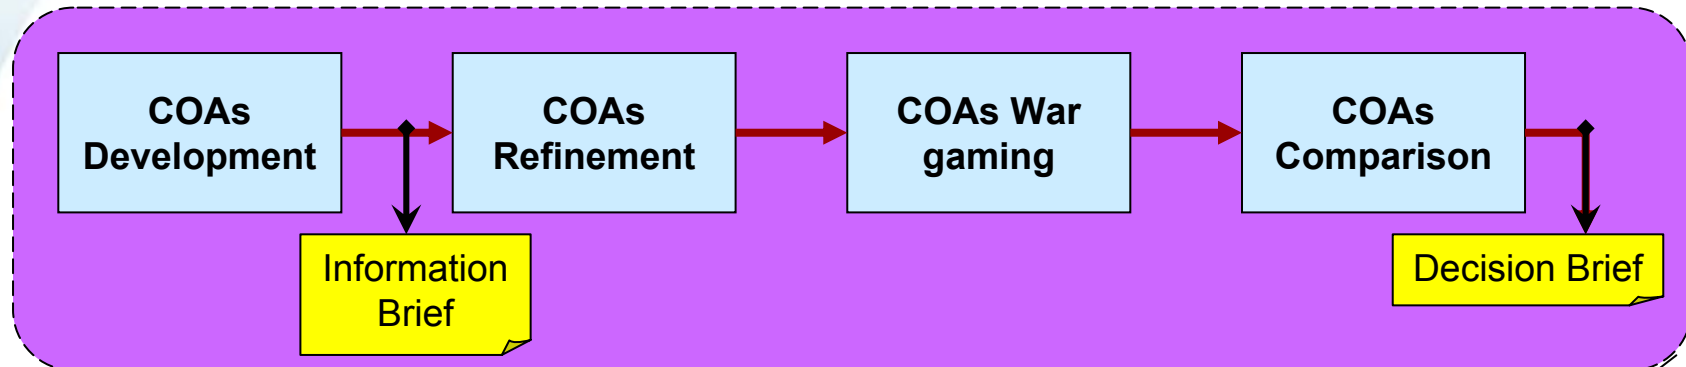 COAs
Development
COAs
Refinement
COAs War
gaming
COAs
Comparison
Information
Brief
Decision Brief